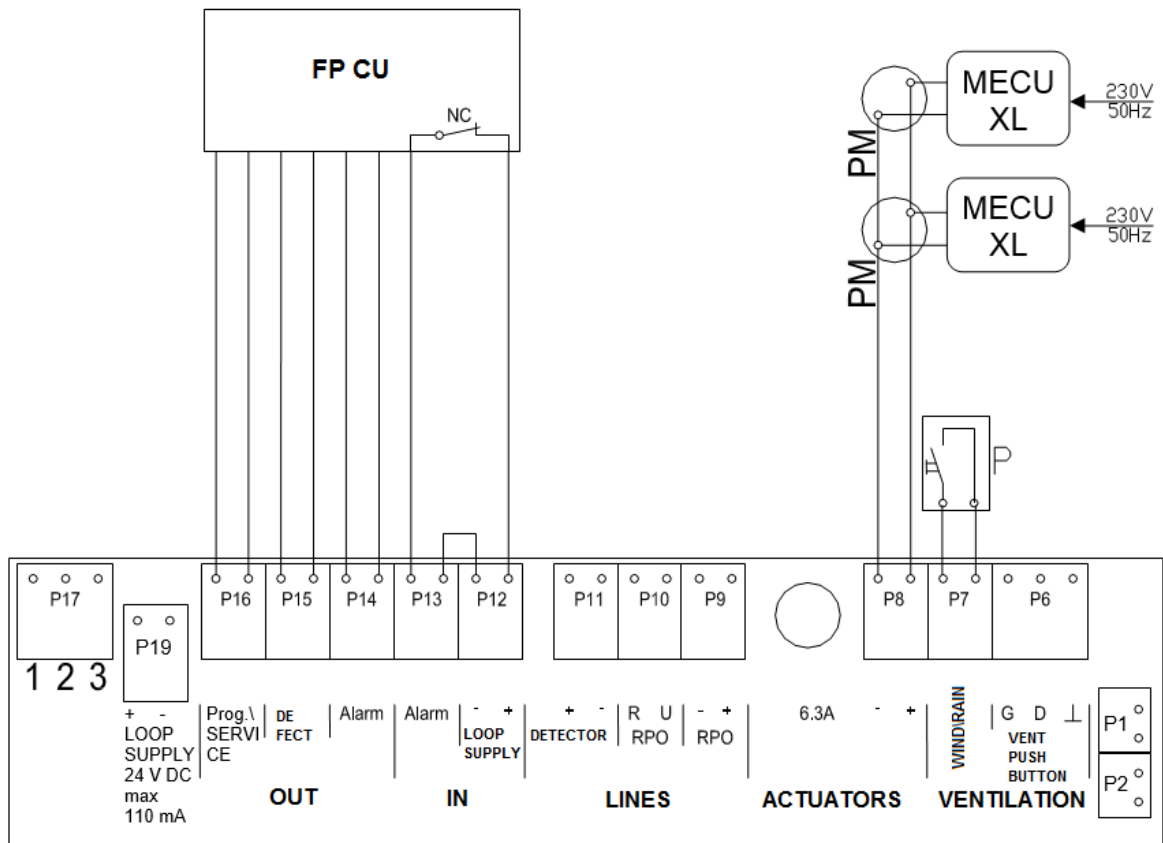 FP CU
NC
MECU
XL
230V
50Hz
PM
MECU
XL
230V
50Hz
PM
P
P17
P19
P16
P15
P14
P13
P12
P11
P10
P9
P8
P7
P6
1 2 3
+ -
LOOP
SUPPLY
24 V DC
max
110 mA
Prog.\
SERVI
CE
DE
FECT
Alarm
OUT
Alarm
- +
LOOP
SUPPLY
IN
+ -
DETECTOR
R U
RPO
- +
RPO
LINES
6.3A
- +
ACTUATORS
WIND\RAIN
G D ⊥
VENT
PUSH
BUTTON
VENTILATION
P1
P2